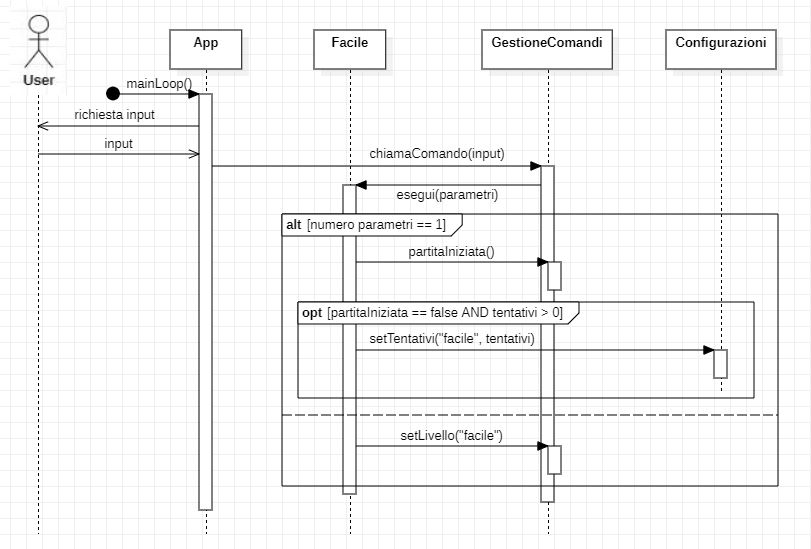 User
App
Facile
GestioneComandi
Configurazioni
mainLoop()
richiesta input
input
chiamaComando(input)
esegui(parametri)
alt [numero parametri == 1]
partitaIniziata()
opt [partitaIniziata == false AND tentativi > 0]
setTentativi("facile", tentativi)
setLivello("facile")